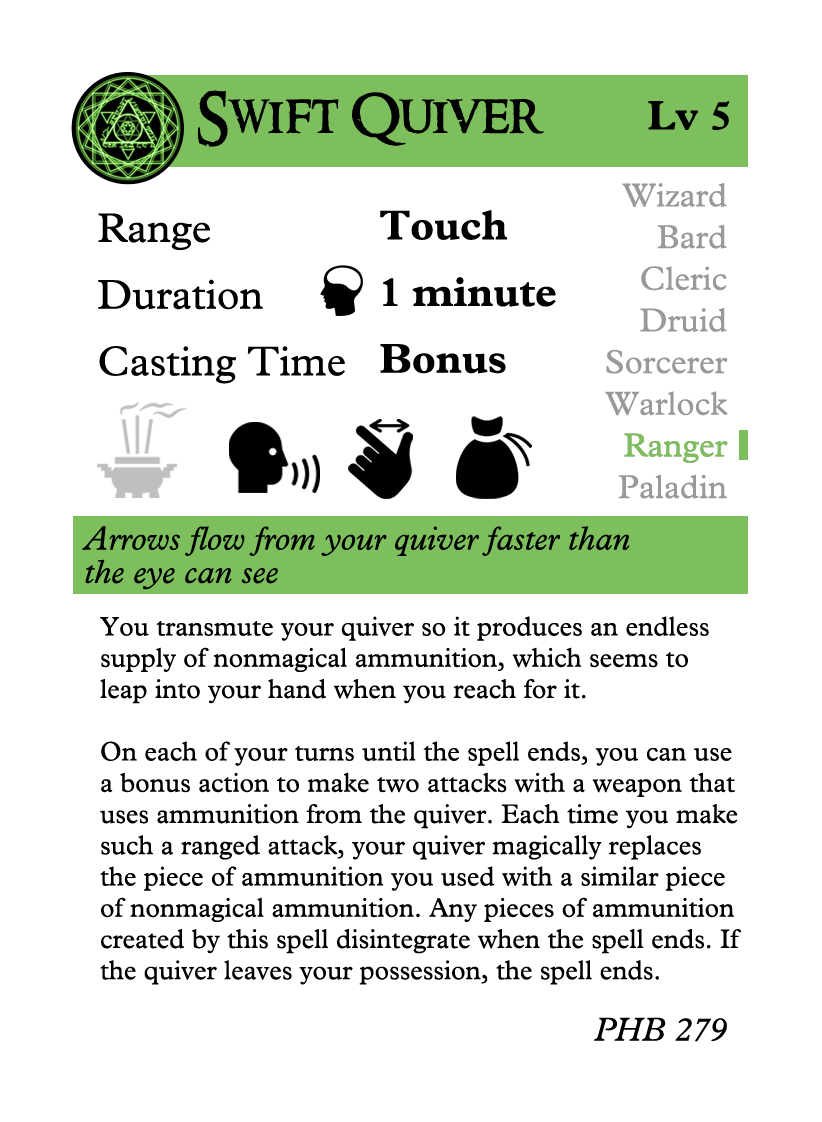 Swift Quiver Lv 5
Range Touch
Duration 1 minute
Casting Time Bonus
Wizard
Bard
Cleric
Druid
Sorcerer
Warlock
Ranger
Paladin
Arrows flow from your quiver faster than
the eye can see
You transmute your quiver so it produces an endless
supply of nonmagical ammunition, which seems to
leap into your hand when you reach for it.
On each of your turns until the spell ends, you can use
a bonus action to make two attacks with a weapon that
uses ammunition from the quiver. Each time you make
such a ranged attack, your quiver magically replaces
the piece of ammunition you used with a similar piece
of nonmagical ammunition. Any pieces of ammunition
created by this spell disintegrate when the spell ends. If
the quiver leaves your possession, the spell ends.
PHB 279